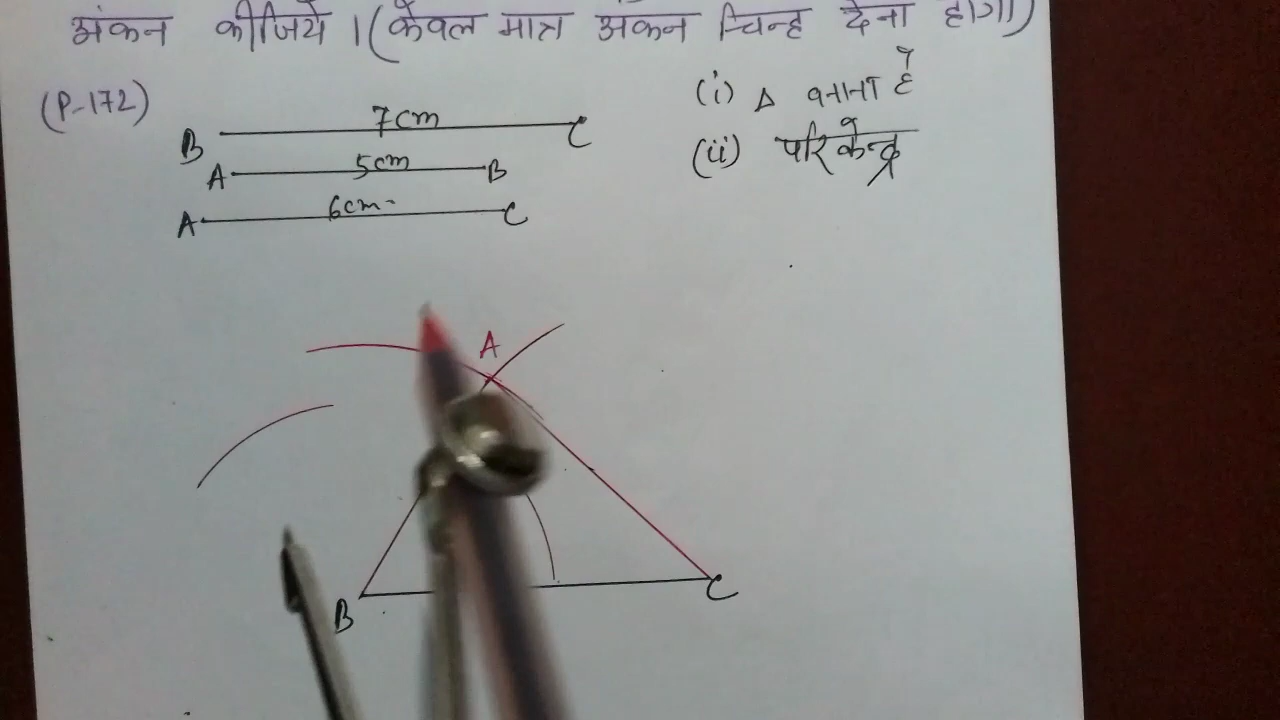 अंकन कीजिये । (केवल मात्र अंकन चिन्ह देना होगा)
(P-172)
B 7cm C
A 5cm B
A 6cm C
(i) Δ बनाना है
(ii) परिकेन्द्र
A
B
C